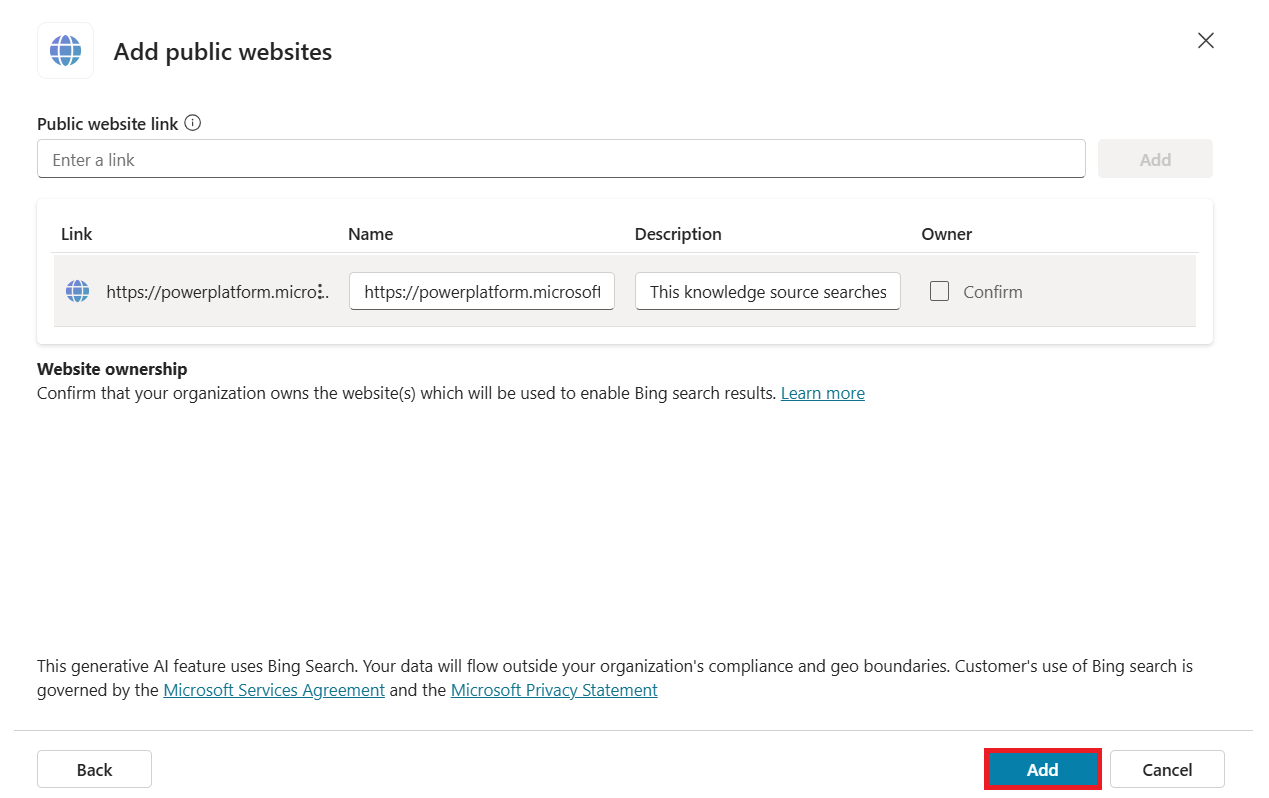 Add public websites
Public website link
Enter a link
Add
Link Name Description Owner
https://powerplatform.micro... https://powerplatform.microsoft This knowledge source searches Confirm
Website ownership
Confirm that your organization owns the website(s) which will be used to enable Bing search results. Learn more
This generative AI feature uses Bing Search. Your data will flow outside your organization's compliance and geo boundaries. Customer's use of Bing search is
governed by the Microsoft Services Agreement and the Microsoft Privacy Statement
Back Add Cancel